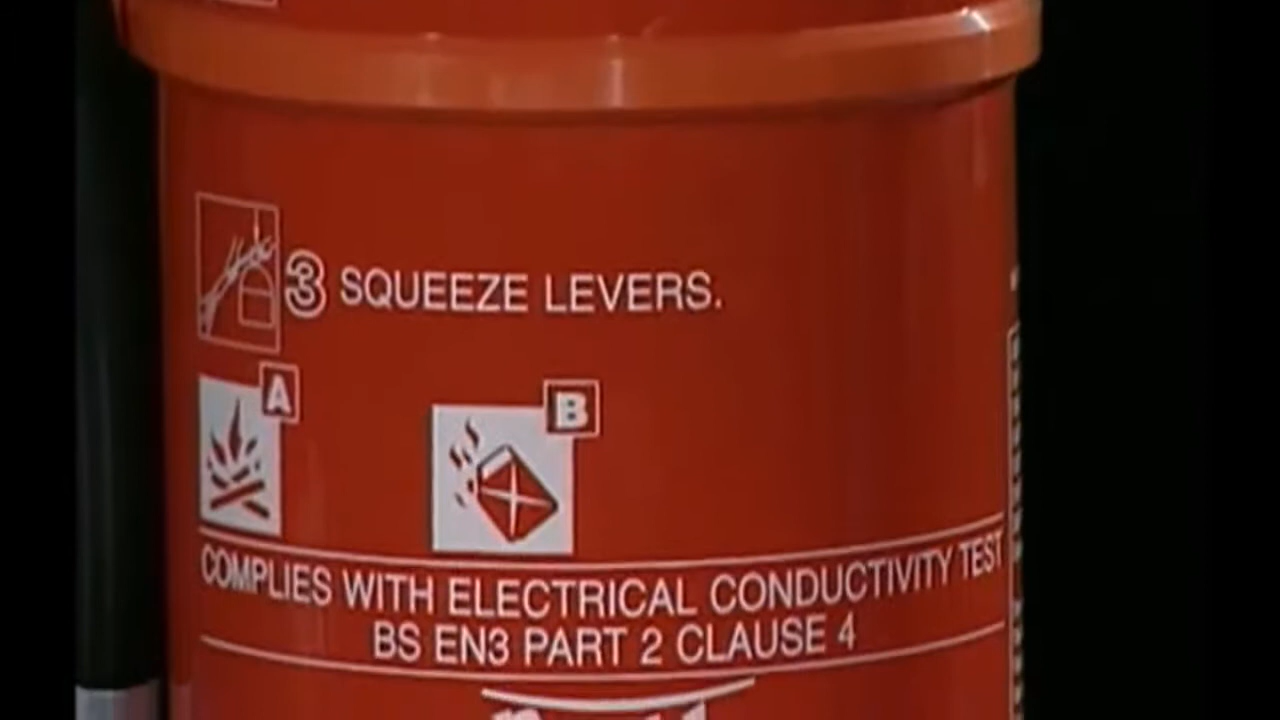 3 SQUEEZE LEVERS.
A
B
COMPLIES WITH ELECTRICAL CONDUCTIVITY TEST
BS EN3 PART 2 CLAUSE 4